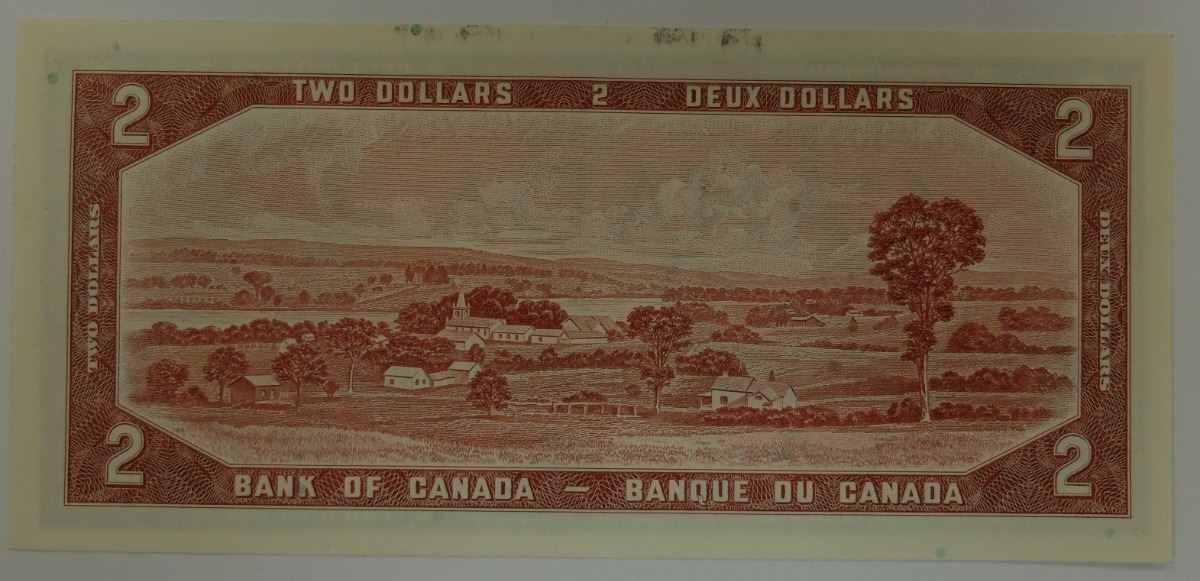 TWO DOLLARS 2 DEUX DOLLARS
2 2
TWO DOLLARS
DEUX DOLLARS
2 2
BANK OF CANADA — BANQUE DU CANADA